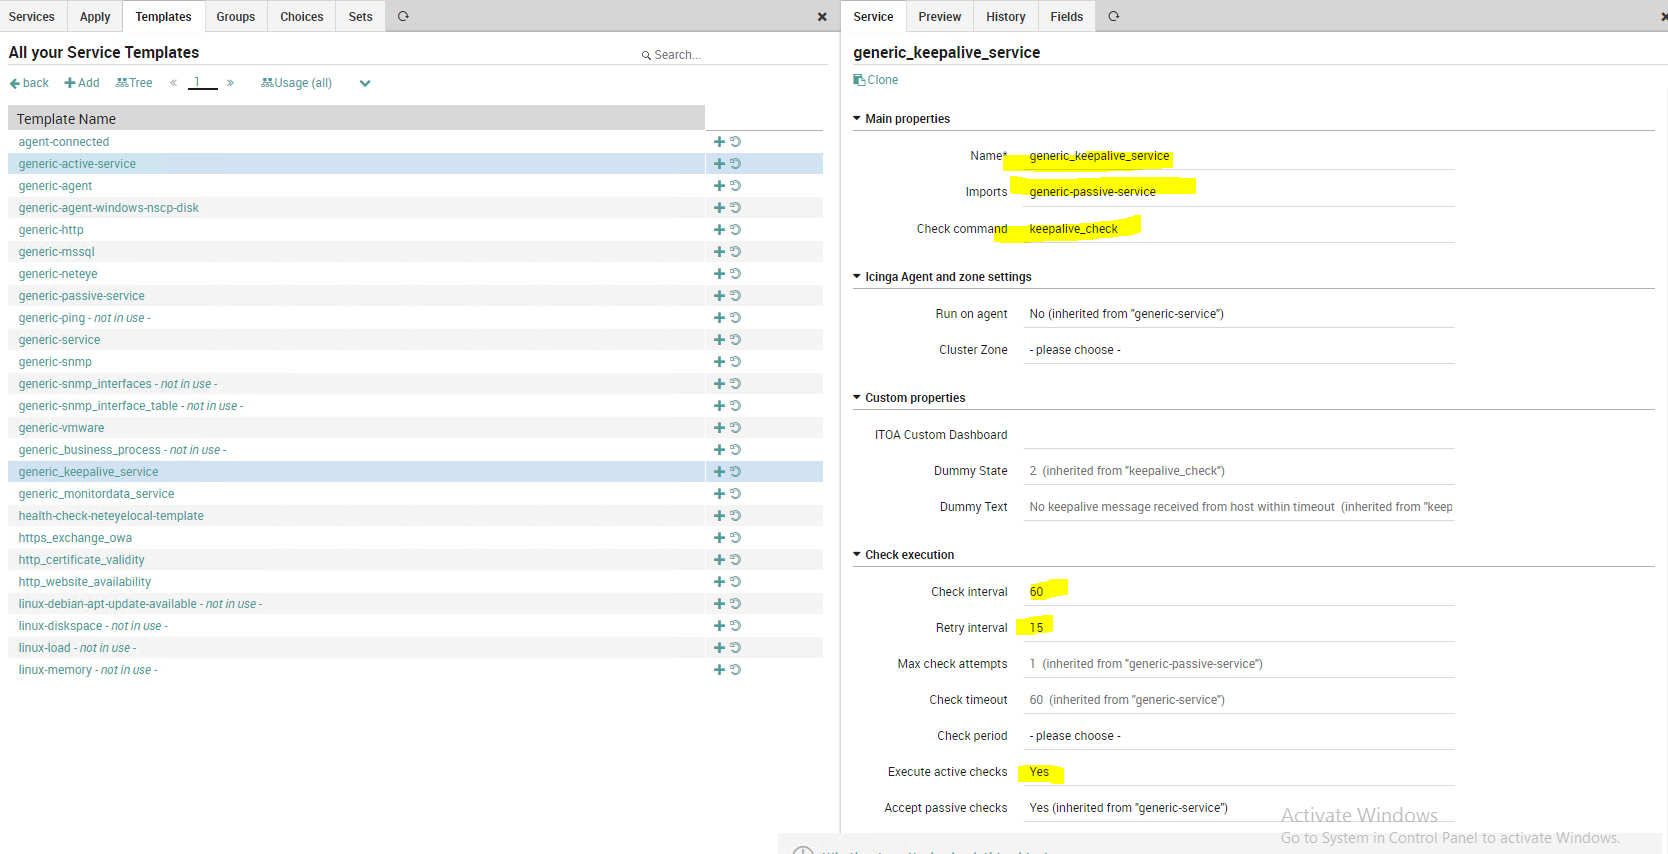 Services Apply Templates Groups Choices Sets
All your Service Templates
Search...
back Add Tree « 1 » Usage (all)
Template Name
agent-connected
generic-active-service
generic-agent
generic-agent-windows-nscp-disk
generic-http
generic-mssql
generic-neteye
generic-passive-service
generic-ping - not in use -
generic-service
generic-snmp
generic-snmp_interfaces - not in use -
generic-snmp_interface_table - not in use -
generic-vmware
generic_business_process - not in use -
generic_keepalive_service
generic_monitordata_service
health-check-neteyelocal-template
https_exchange_owa
http_certificate_validity
http_website_availability
linux-debian-apt-update-available - not in use -
linux-diskspace - not in use -
linux-load - not in use -
linux-memory - not in use -
Service Preview History Fields
generic_keepalive_service
Clone
Main properties
Name* generic_keepalive_service
Imports generic-passive-service
Check command keepalive_check
Icinga Agent and zone settings
Run on agent No (inherited from "generic-service")
Cluster Zone - please choose -
Custom properties
ITOA Custom Dashboard
Dummy State 2 (inherited from "keepalive_check")
Dummy Text No keepalive message received from host within timeout (inherited from "keep
Check execution
Check interval 60
Retry interval 15
Max check attempts 1 (inherited from "generic-passive-service")
Check timeout 60 (inherited from "generic-service")
Check period - please choose -
Execute active checks Yes
Accept passive checks Yes (inherited from "generic-service")
Activate Windows
Go to System in Control Panel to activate Windows.